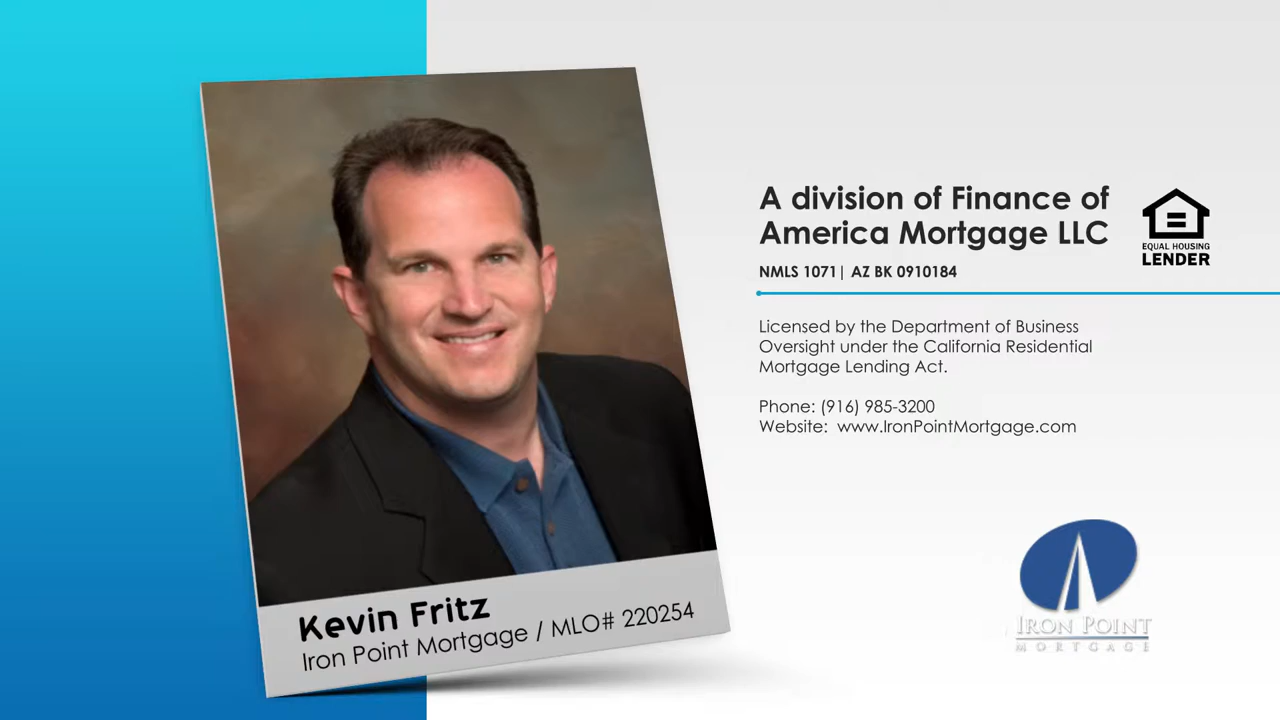 A division of Finance of
America Mortgage LLC
NMLS 1071| AZ BK 0910184
EQUAL HOUSING
LENDER
Licensed by the Department of Business
Oversight under the California Residential
Mortgage Lending Act.
Phone: (916) 985-3200
Website: www.IronPointMortgage.com
Kevin Fritz
Iron Point Mortgage / MLO# 220254
IRON POINT
MORTGAGE